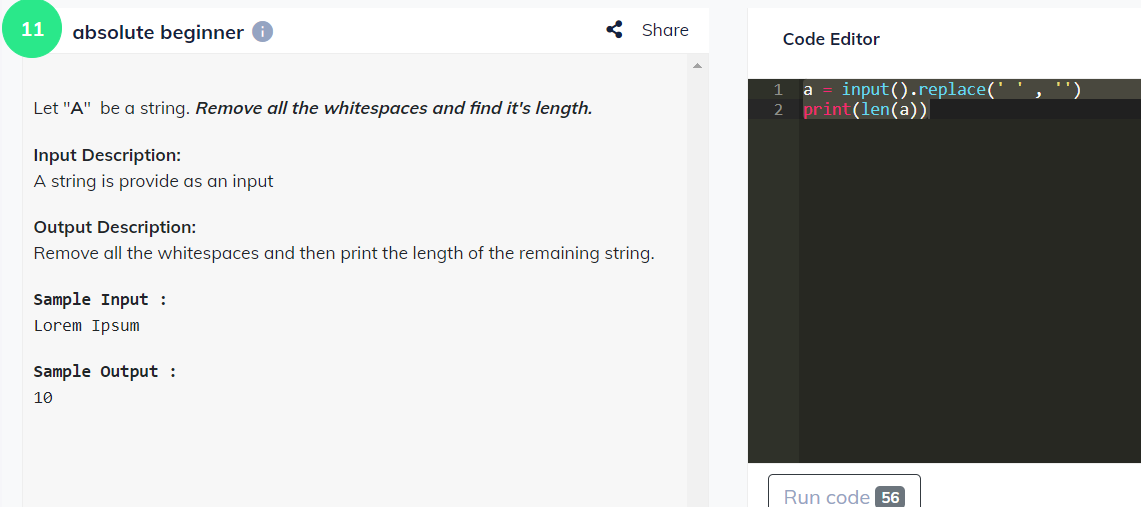 11 absolute beginner i Share
Let "A" be a string. Remove all the whitespaces and find it's length.
Input Description:
A string is provide as an input
Output Description:
Remove all the whitespaces and then print the length of the remaining string.
Sample Input :
Lorem Ipsum
Sample Output :
10
Code Editor
1 a = input().replace(' ' , '')
2 print(len(a))
Run code 56